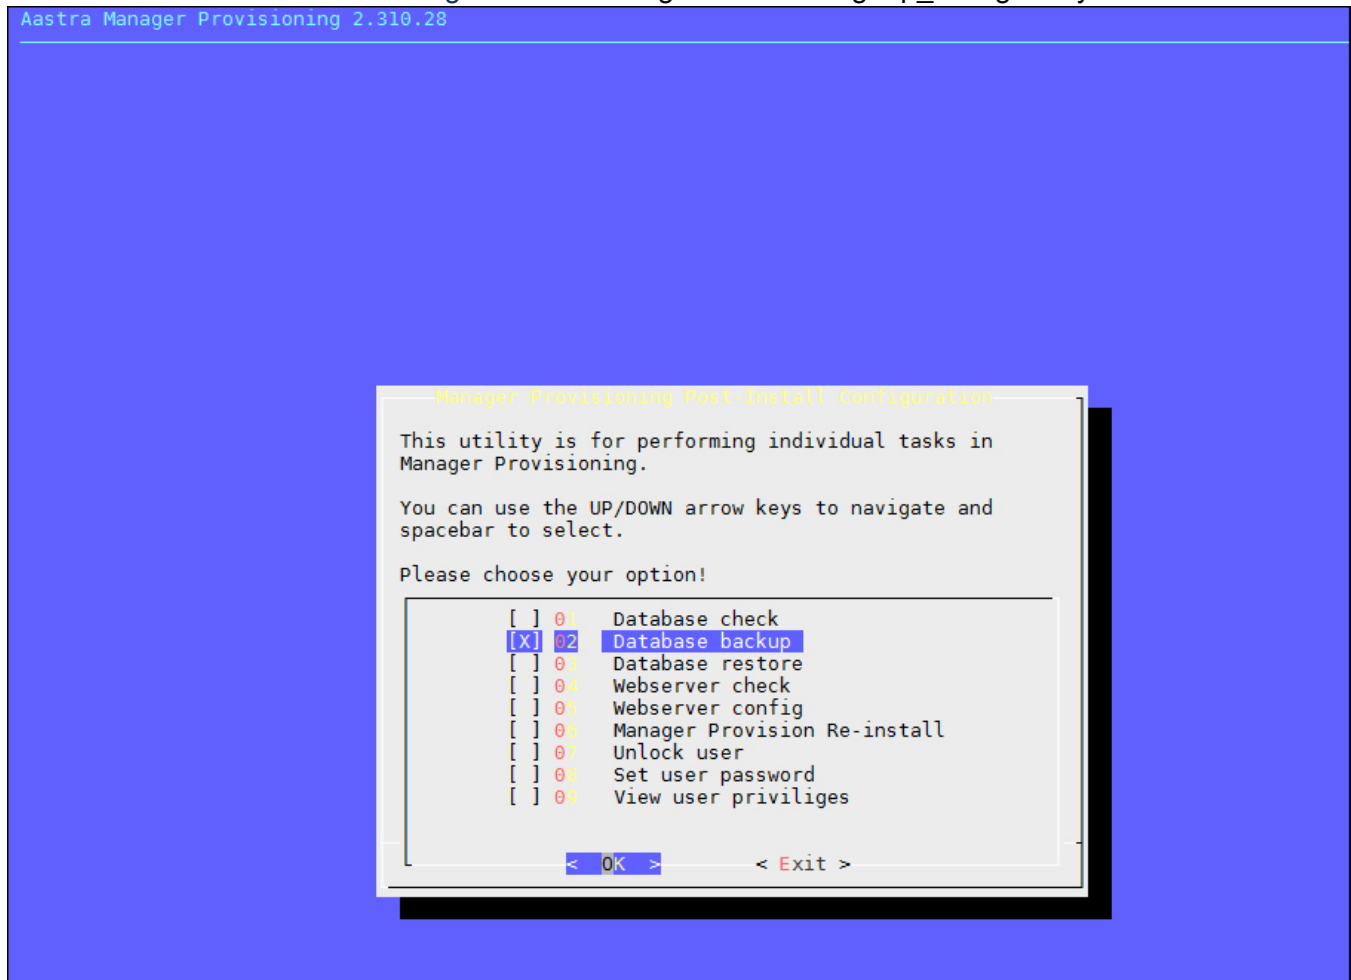 Aastra Manager Provisioning 2.310.28
Manager Provisioning Post-Install Configuration
This utility is for performing individual tasks in
Manager Provisioning.
You can use the UP/DOWN arrow keys to navigate and
spacebar to select.
Please choose your option!
[ ] 01 Database check
[X] 02 Database backup
[ ] 03 Database restore
[ ] 04 Webserver check
[ ] 05 Webserver config
[ ] 06 Manager Provision Re-install
[ ] 07 Unlock user
[ ] 08 Set user password
[ ] 09 View user priviliges
< OK > < Exit >